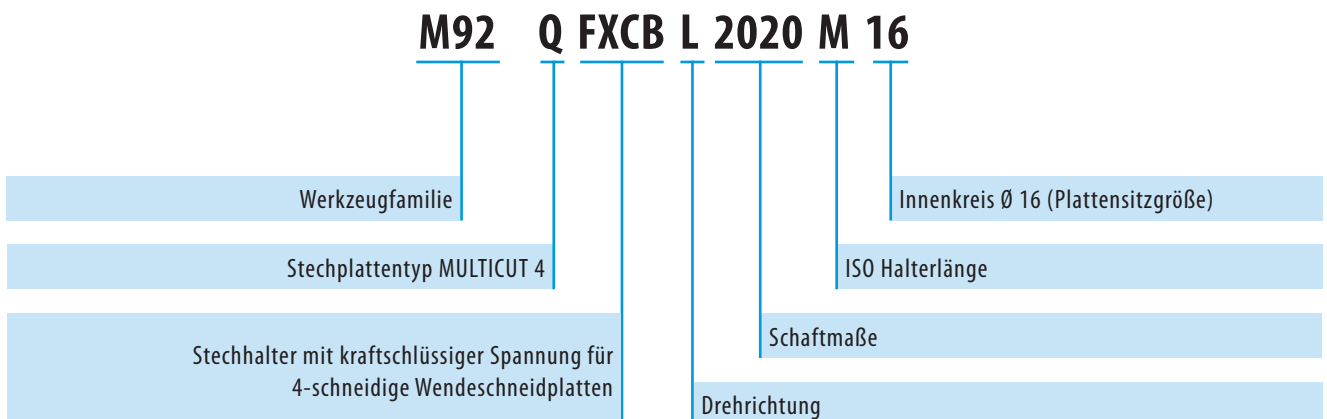 M92 Q FXCB L 2020 M 16
Werkzeugfamilie
Innenkreis Ø 16 (Plattensitzgröße)
Stechplattentyp MULTICUT 4
ISO Halterlänge
Schaftmaße
Stechhalter mit kraftschlüssiger Spannung für
4-schneidige Wendeschneidplatten
Drehrichtung